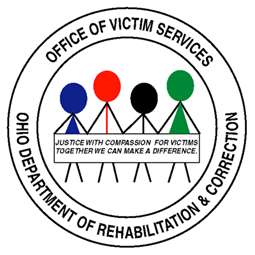 OFFICE OF VICTIM SERVICES
JUSTICE WITH COMPASSION FOR VICTIMS
TOGETHER WE CAN MAKE A DIFFERENCE.
OHIO DEPARTMENT OF REHABILITATION & CORRECTION